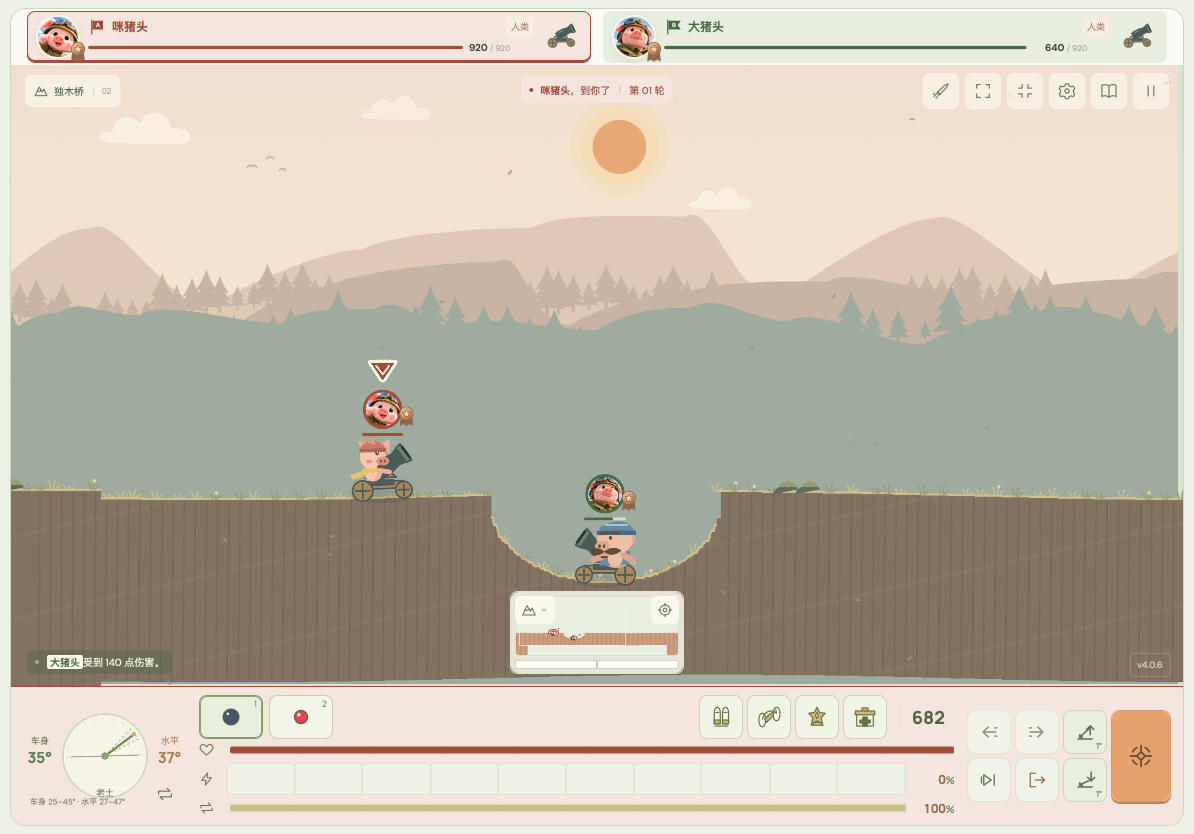 咪猪头
人类
920 / 920
大猪头
人类
640 / 920
独木桥 02
咪猪头，到你了 第 01 轮
大猪头受到 140 点伤害。
v4.0.6
1
2
682
车身
35°
水平
37°
老土
车身 25–45° · 水平 27–47°
0%
100%
1°
1°